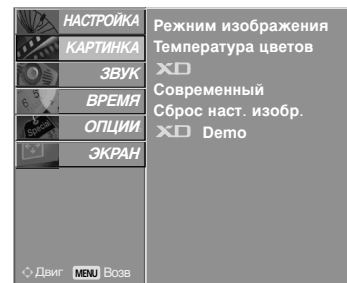 НАСТРОЙКА
КАРТИНКА
ЗВУК
ВРЕМЯ
ОПЦИИ
ЭКРАН
Двиг MENU Возв
Режним изображения
Температура цветов
XD
Современный
Сброс наст. изобр.
XD Demo